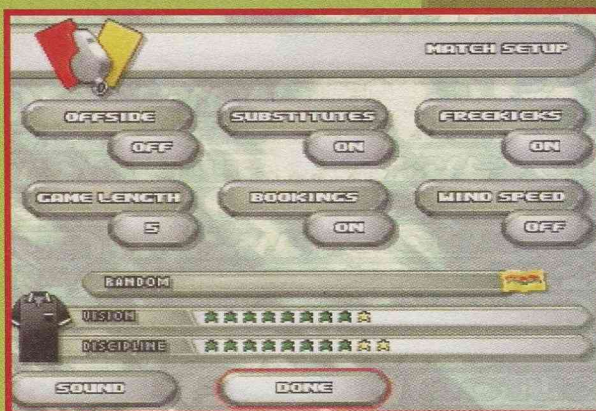 MATCH SETUP
OFFSIDE SUBSTITUTES FREEKICKS
OFF ON ON
GAME LENGTH BOOKINGS WIND SPEED
5 ON OFF
RANDOM
VISION
DISCIPLINE
SOUND DONE